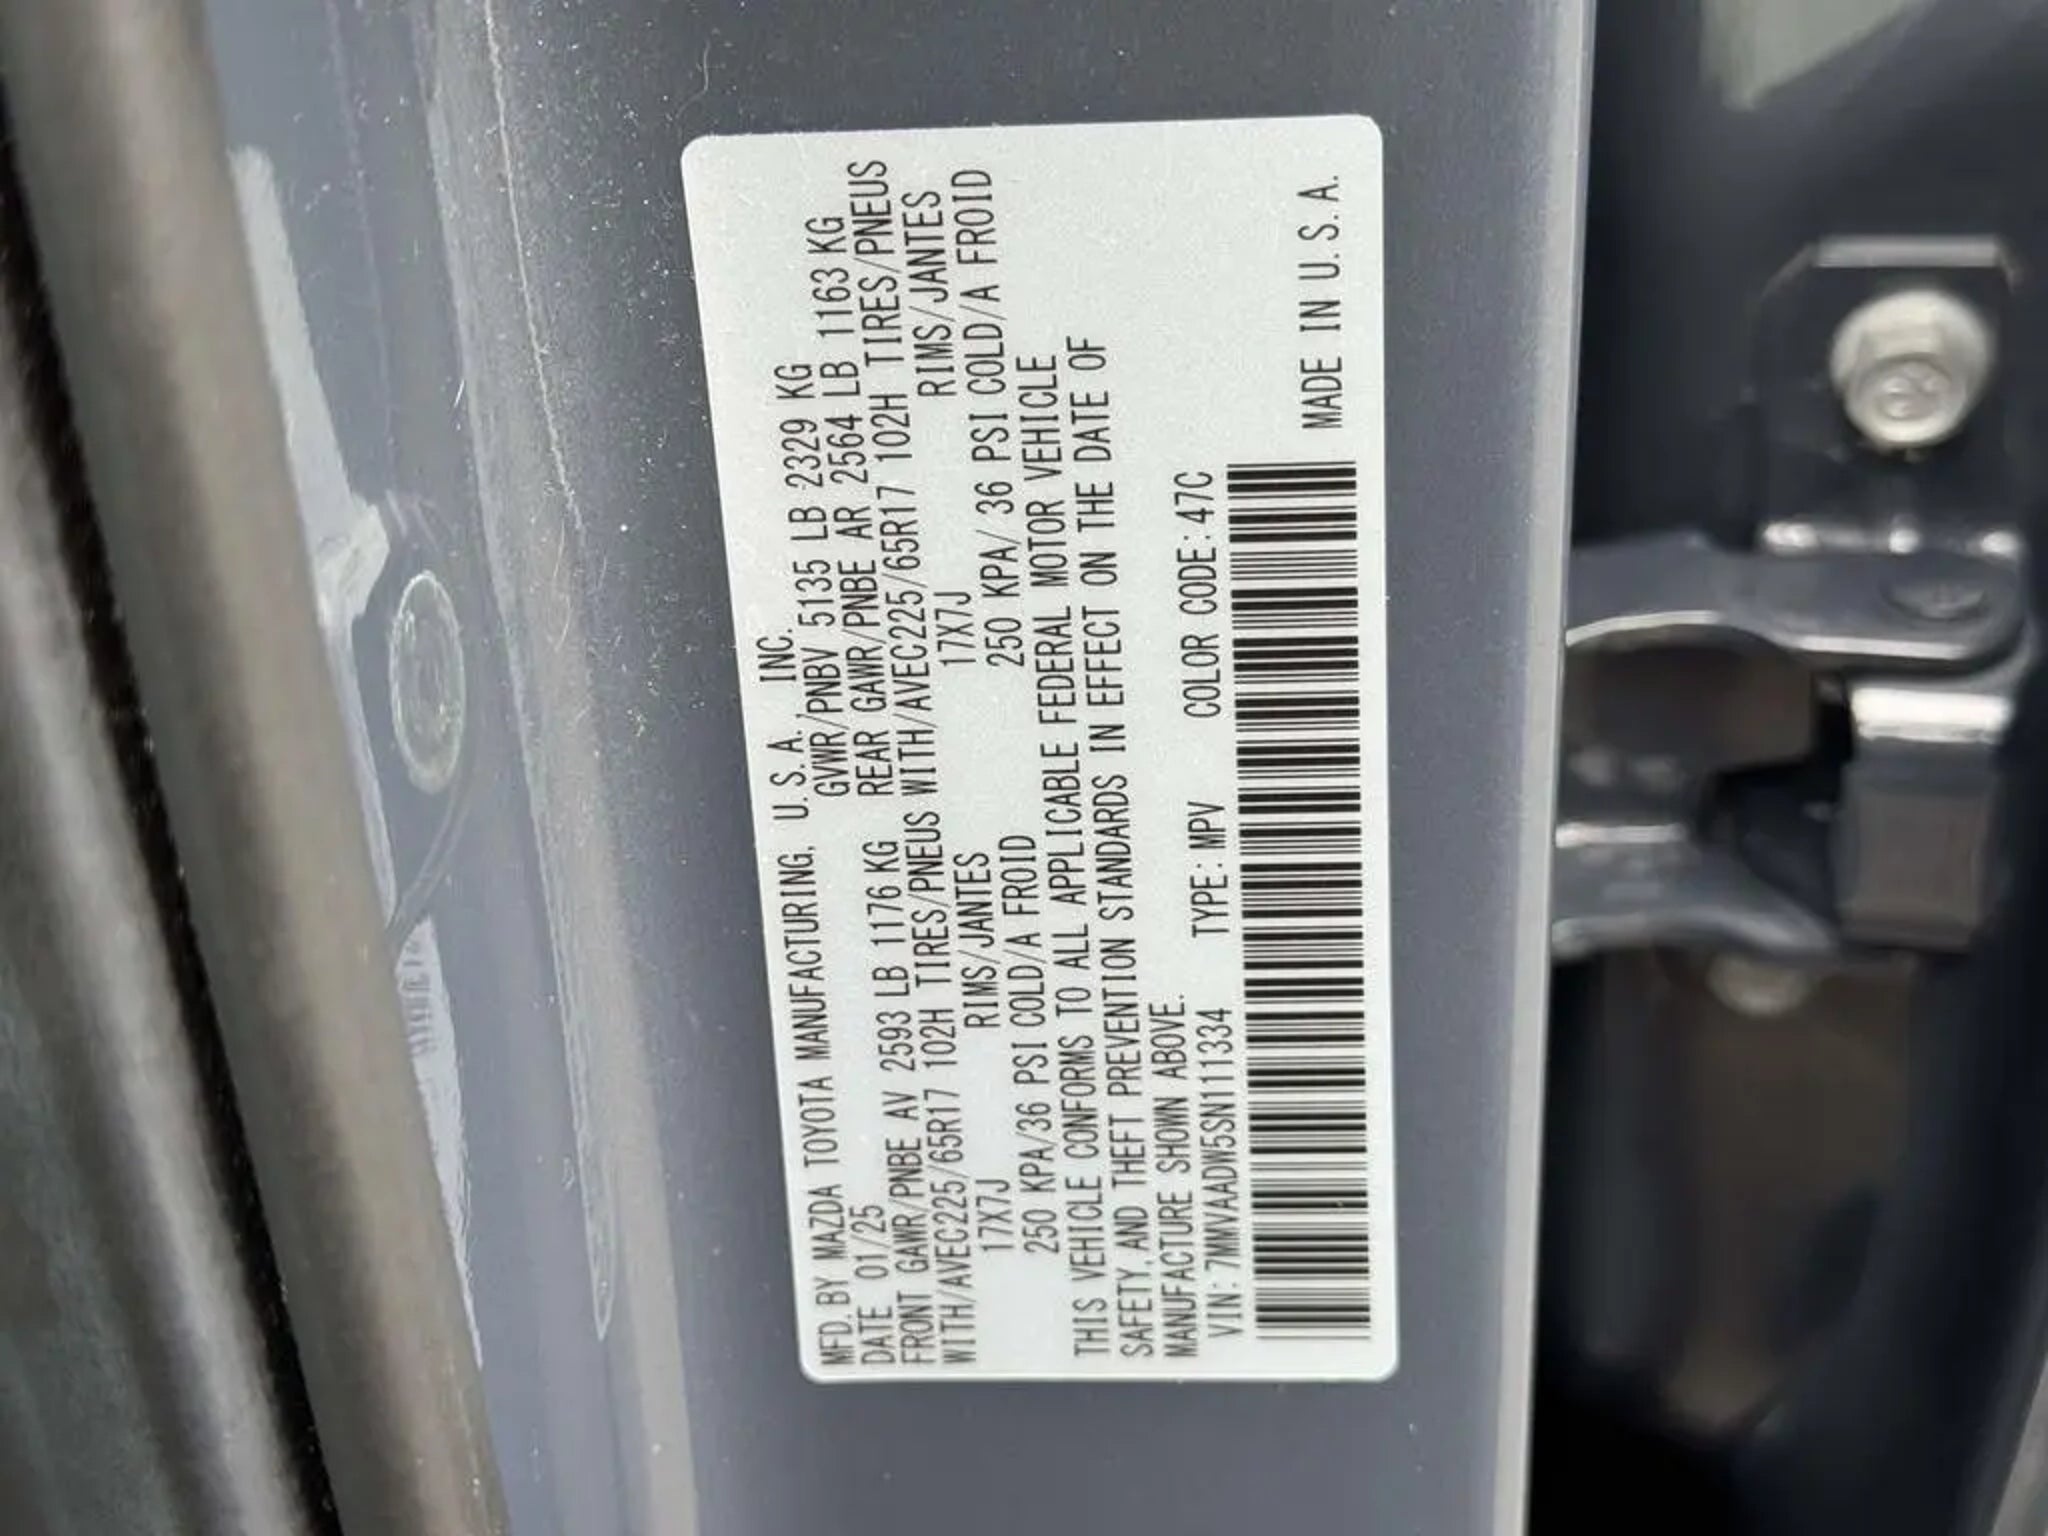 MFD. BY MAZDA TOYOTA MANUFACTURING, U.S.A., INC.
DATE 01/25 GVWR/PNBV 5135 LB 2329 KG
FRONT GAWR/PNBE AV 2593 LB 1176 KG REAR GAWR/PNBE AR 2564 LB 1163 KG
WITH/AVEC225/65R17 102H TIRES/PNEUS WITH/AVEC225/65R17 102H TIRES/PNEUS
17X7J RIMS/JANTES 17X7J RIMS/JANTES
250 KPA/36 PSI COLD/A FROID 250 KPA/ 36 PSI COLD/A FROID
THIS VEHICLE CONFORMS TO ALL APPLICABLE FEDERAL MOTOR VEHICLE
SAFETY, AND THEFT PREVENTION STANDARDS IN EFFECT ON THE DATE OF
MANUFACTURE SHOWN ABOVE.
VIN: 7MMVAADW5SN111334 TYPE: MPV COLOR CODE: 47C
MADE IN U.S.A.